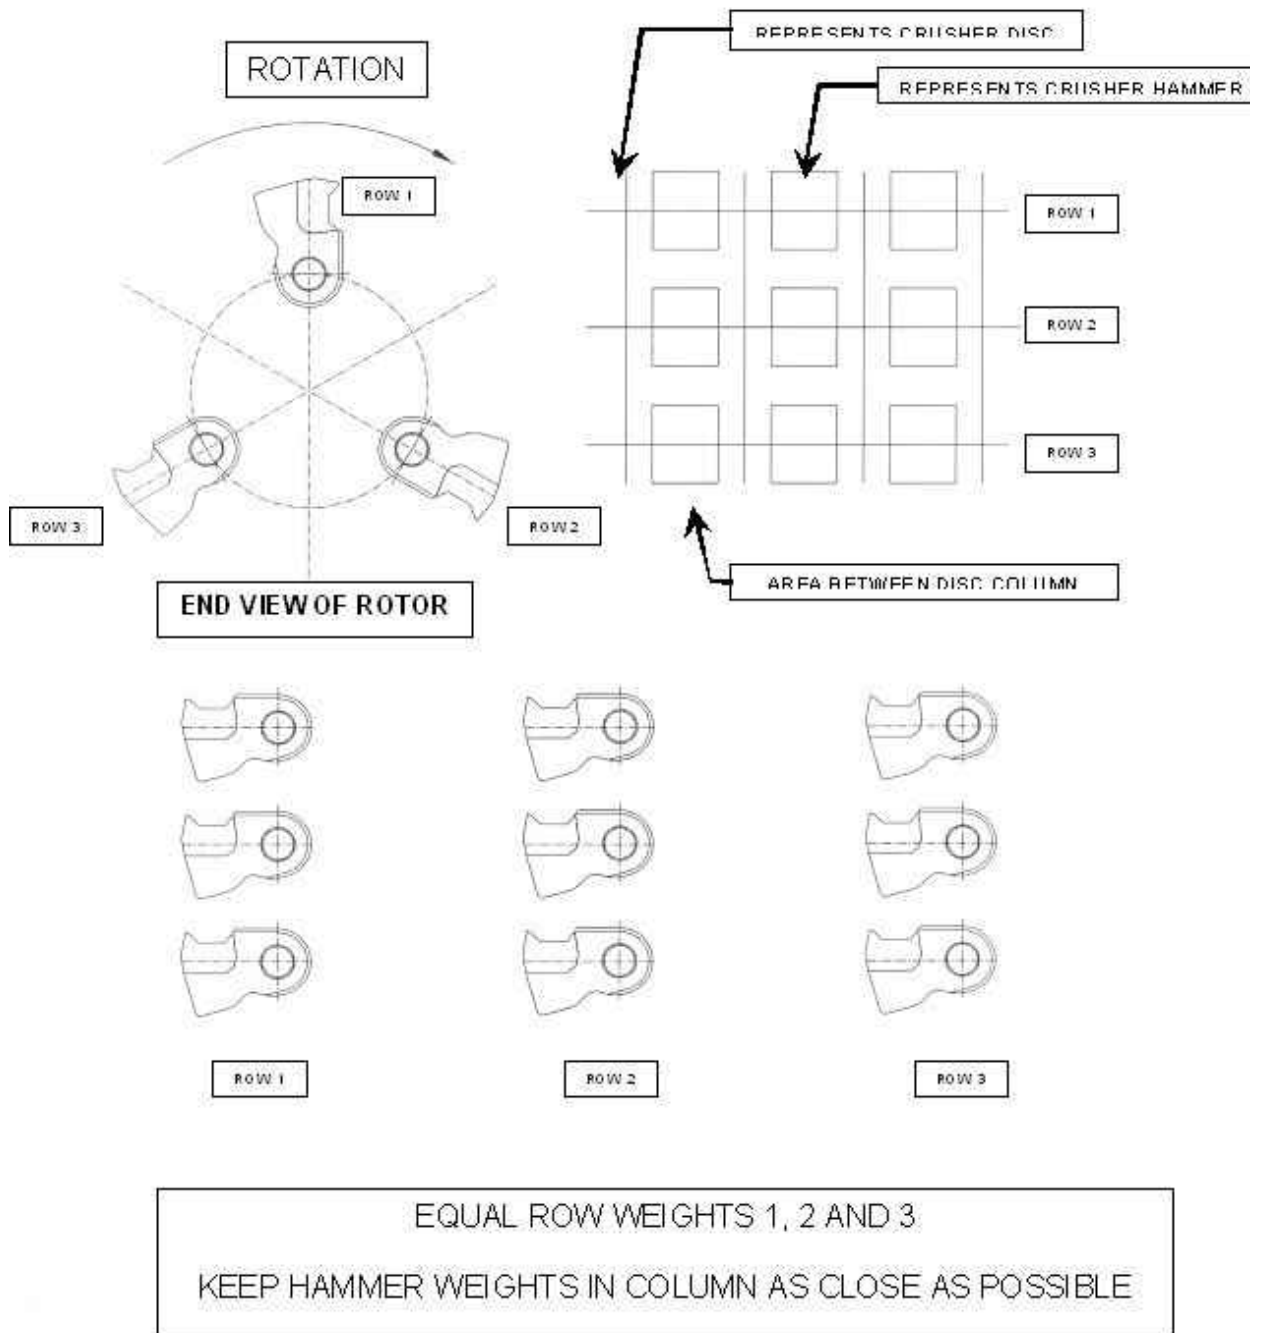 REPRESENTS CRUSHER DISC
ROTATION
REPRESENTS CRUSHER HAMMER
ROW 1
ROW 1
ROW 2
ROW 3
ROW 3
ROW 2
AREA BETWEEN DISC COLUMN
END VIEW OF ROTOR
ROW 1
ROW 2
ROW 3
EQUAL ROW WEIGHTS 1, 2 AND 3
KEEP HAMMER WEIGHTS IN COLUMN AS CLOSE AS POSSIBLE